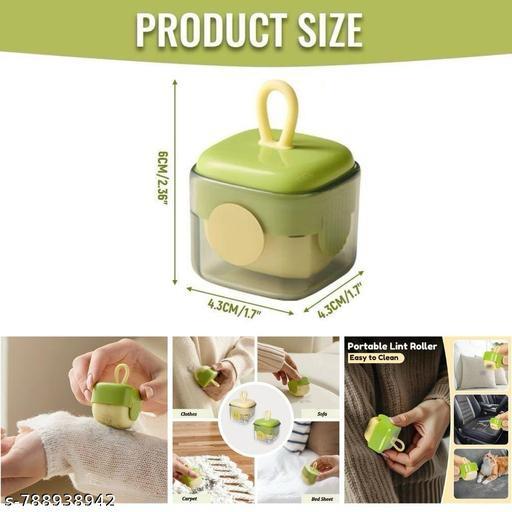 PRODUCT SIZE
6CM/2.36"
4.3CM/1.7"
4.3CM/1.7"
Portable Lint Roller
Easy to Clean
Clothes
Sofa
Carpet
Bed Sheet
s-788938942